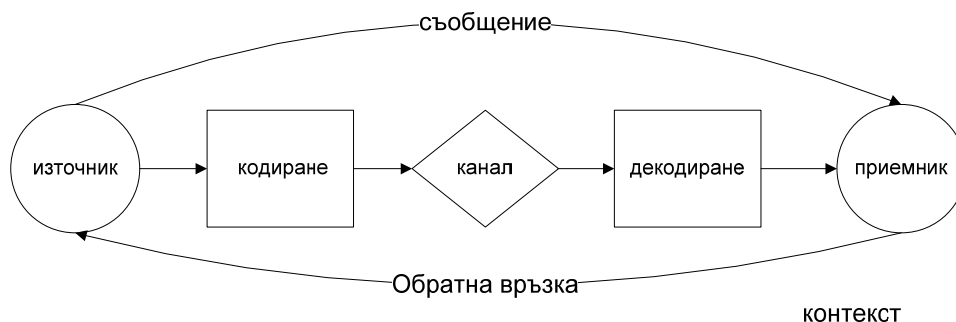 съобщение
източник
кодиране
канал
декодиране
приемник
Обратна връзка
контекст